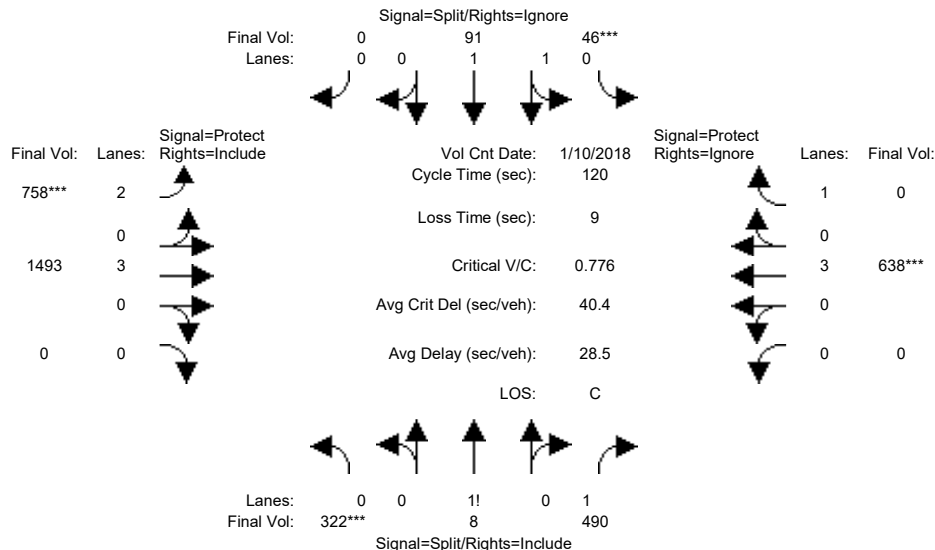 Signal=Split/Rights=Ignore
Final Vol: 0 91 46***
Lanes: 0 0 1 1 0
Signal=Protect Signal=Protect
Final Vol: Lanes: Rights=Include Vol Cnt Date: 1/10/2018 Rights=Ignore Lanes: Final Vol:
Cycle Time (sec): 120
758*** 2 1 0
Loss Time (sec): 9
0 0
1493 3 Critical V/C: 0.776 3 638***
0 Avg Crit Del (sec/veh): 40.4 0
0 0 Avg Delay (sec/veh): 28.5 0 0
LOS: C
Lanes: 0 0 1! 0 1
Final Vol: 322*** 8 490
Signal=Split/Rights=Include